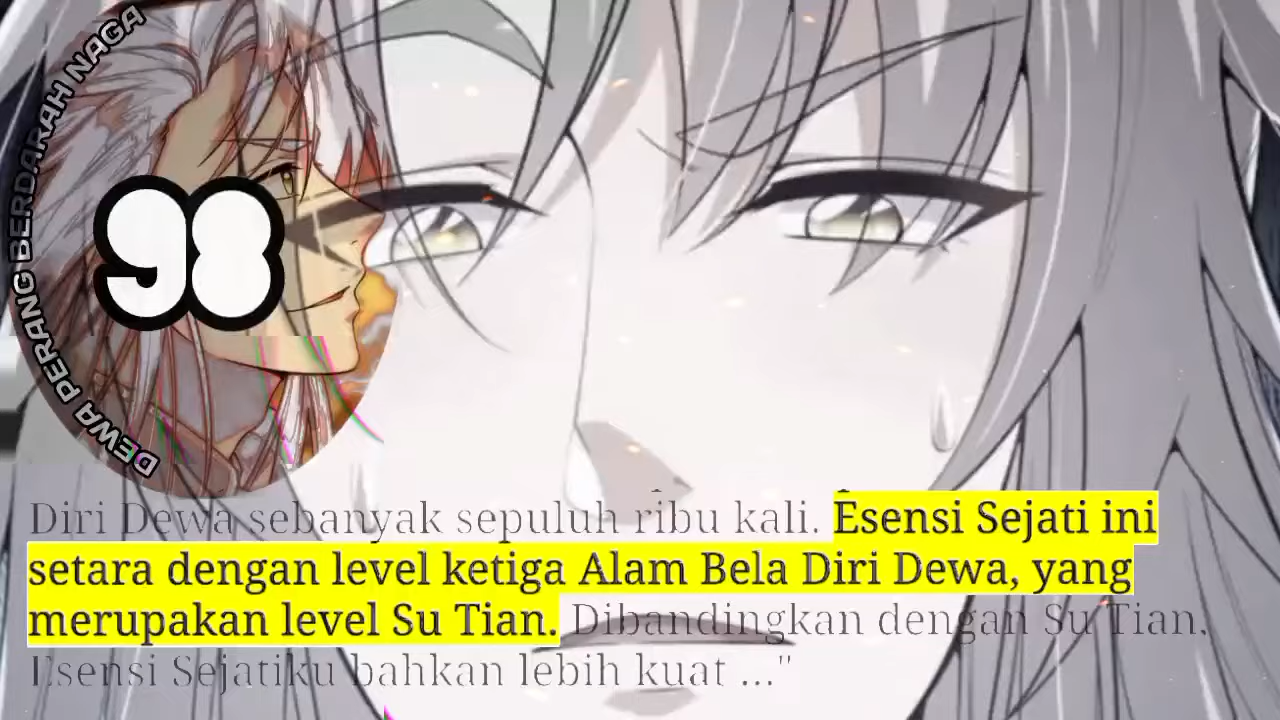 DEWA PERANG BERDARAH NAGA
98
Diri Dewa sebanyak sepuluh ribu kali. Esensi Sejati ini
setara dengan level ketiga Alam Bela Diri Dewa, yang
merupakan level Su Tian. Dibandingkan dengan Su Tian,
Esensi Sejatiku bahkan lebih kuat ..."